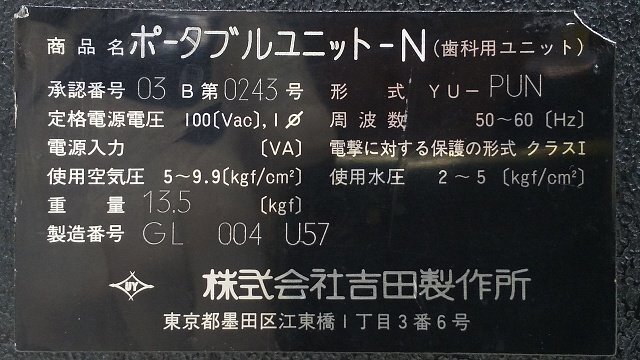 商品名 ポータブルユニット-N (歯科用ユニット)
承認番号 03 B 第 0243 号 形式 YU-PUN
定格電源電圧 100〔Vac〕, 1 ø 周波数 50～60〔Hz〕
電源入力 〔VA〕 電撃に対する保護の形式 クラスI
使用空気圧 5～9.9〔kgf/cm²〕 使用水圧 2～5〔kgf/cm²〕
重量 13.5 〔kgf〕
製造番号 GL 004 U57
UY 株式会社吉田製作所
東京都墨田区江東橋1丁目3番6号